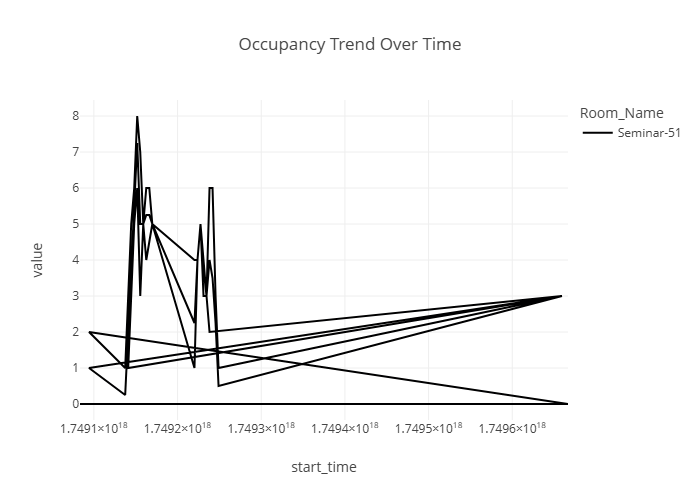 Occupancy Trend Over Time
Room_Name
Seminar-51
value
8
7
6
5
4
3
2
1
0
1.7491×10¹⁸ 1.7492×10¹⁸ 1.7493×10¹⁸ 1.7494×10¹⁸ 1.7495×10¹⁸ 1.7496×10¹⁸
start_time